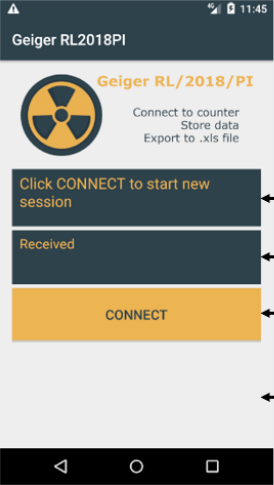 4G 11:45
Geiger RL2018PI
Geiger RL/2018/PI
Connect to counter
Store data
Export to .xls file
Click CONNECT to start new
session
Received
CONNECT